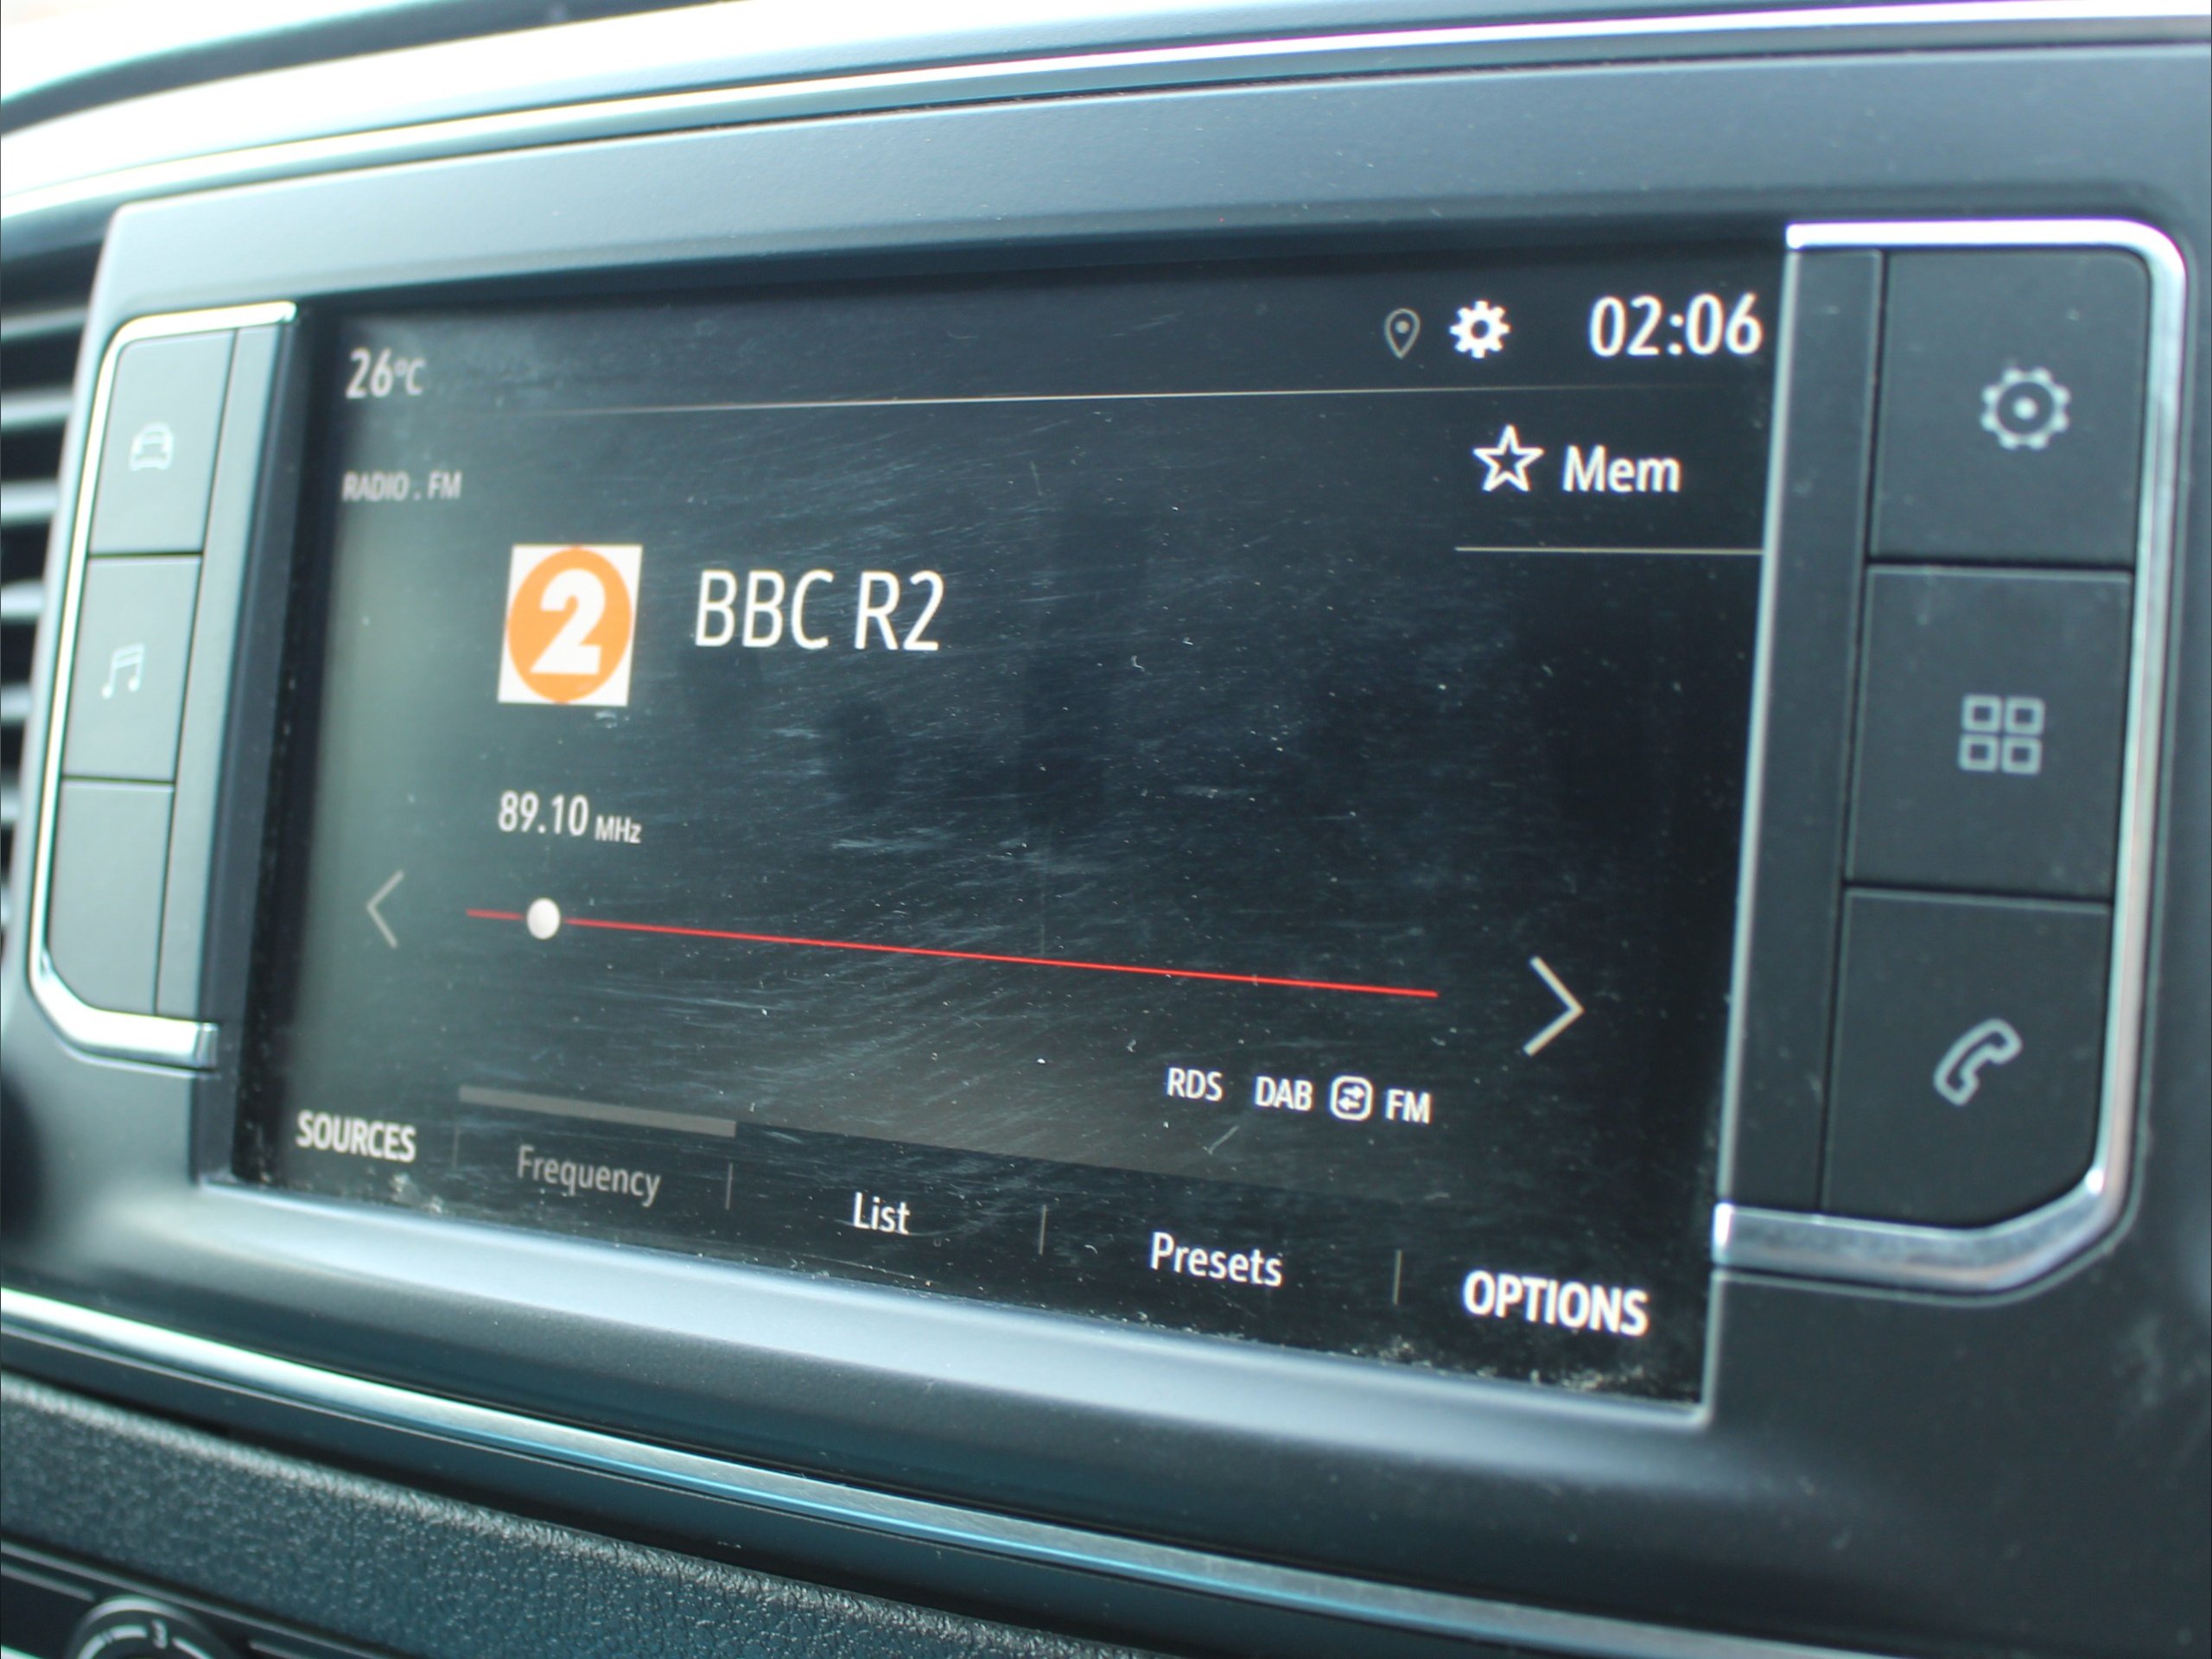 26°C
02:06
RADIO . FM
Mem
2
BBC R2
89.10 MHz
RDS DAB FM
SOURCES
Frequency
List
Presets
OPTIONS
3